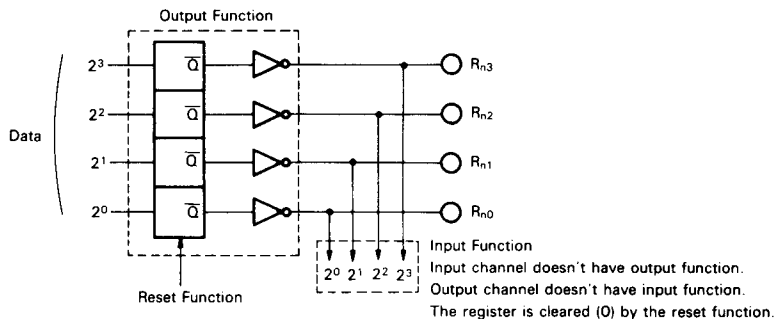 Output Function
Data
2³ Q̅ Rn3
2² Q̅ Rn2
2¹ Q̅ Rn1
2⁰ Q̅ Rn0
2⁰ 2¹ 2² 2³
Reset Function
Input Function
Input channel doesn't have output function.
Output channel doesn't have input function.
The register is cleared (0) by the reset function.